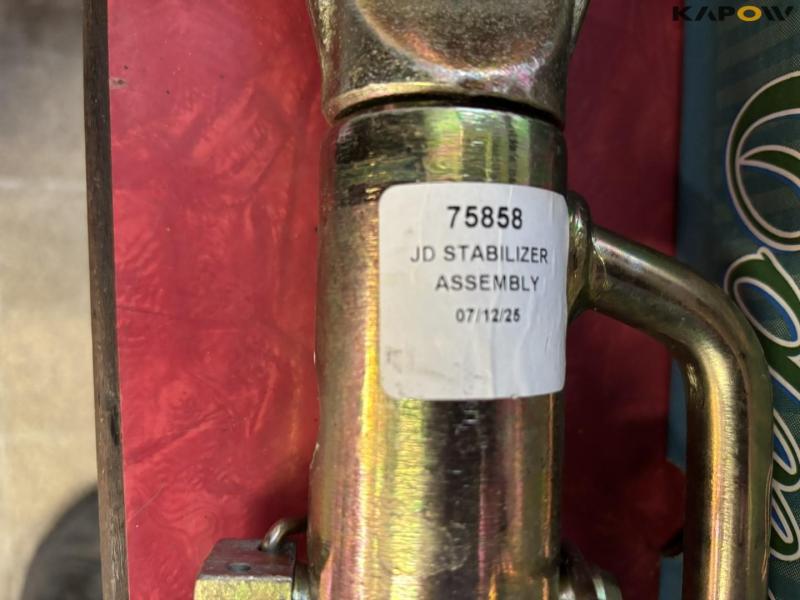 KAPOW
75858
JD STABILIZER
ASSEMBLY
07/12/25